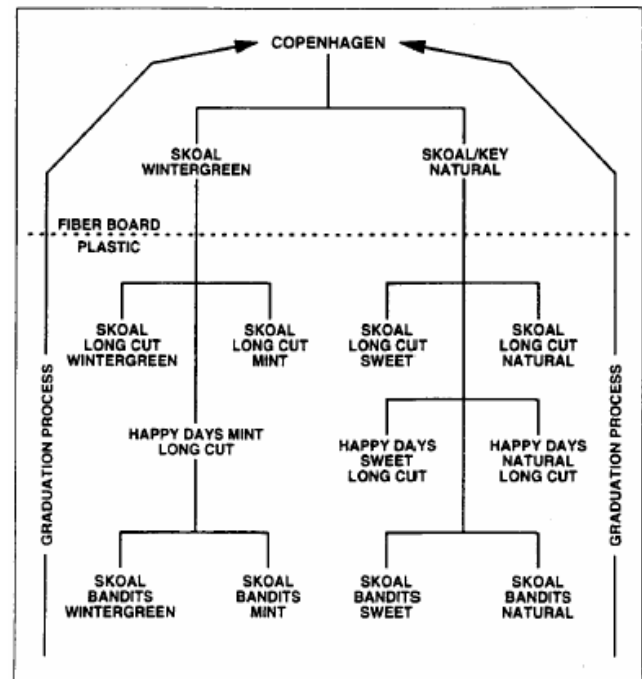 COPENHAGEN
SKOAL
WINTERGREEN
SKOAL/KEY
NATURAL
FIBER BOARD
PLASTIC
SKOAL
LONG CUT
WINTERGREEN
SKOAL
LONG CUT
MINT
SKOAL
LONG CUT
SWEET
SKOAL
LONG CUT
NATURAL
HAPPY DAYS MINT
LONG CUT
HAPPY DAYS
SWEET
LONG CUT
HAPPY DAYS
NATURAL
LONG CUT
SKOAL
BANDITS
WINTERGREEN
SKOAL
BANDITS
MINT
SKOAL
BANDITS
SWEET
SKOAL
BANDITS
NATURAL
GRADUATION PROCESS
GRADUATION PROCESS